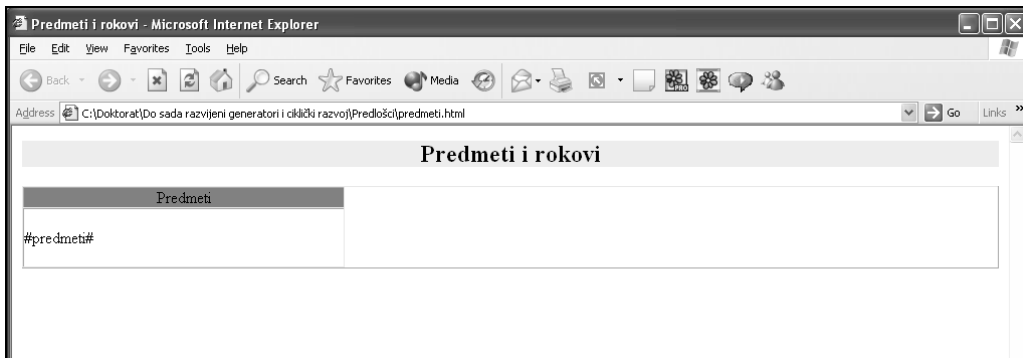 Predmeti i rokovi - Microsoft Internet Explorer
File Edit View Favorites Tools Help
Back Search Favorites Media PRO
Address C:\Doktorat\Do sada razvijeni generatori i ciklički razvoj\Predlošci\predmeti.html Go Links »
Predmeti i rokovi
Predmeti
#predmeti#